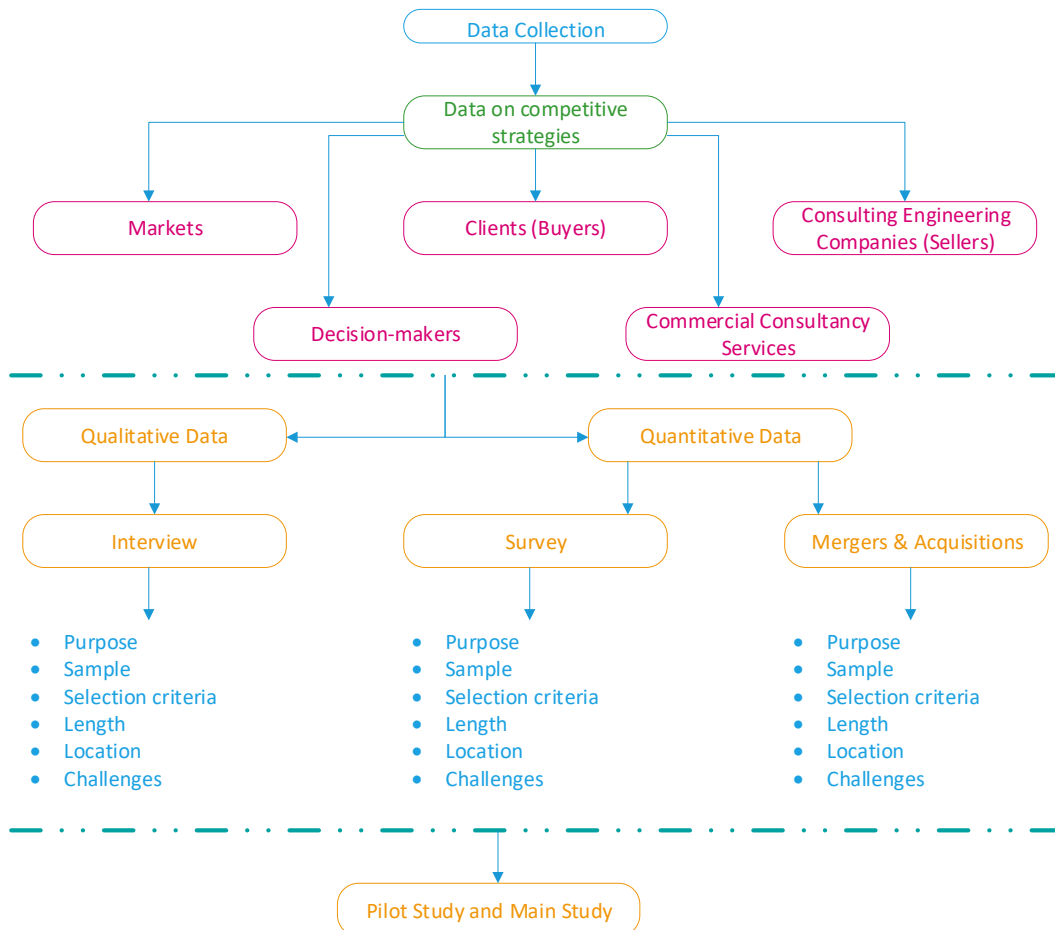 Data Collection
Data on competitive
strategies
Markets
Clients (Buyers)
Consulting Engineering
Companies (Sellers)
Decision-makers
Commercial Consultancy
Services
Qualitative Data
Quantitative Data
Interview
Survey
Mergers & Acquisitions
• Purpose
• Sample
• Selection criteria
• Length
• Location
• Challenges
• Purpose
• Sample
• Selection criteria
• Length
• Location
• Challenges
• Purpose
• Sample
• Selection criteria
• Length
• Location
• Challenges
Pilot Study and Main Study